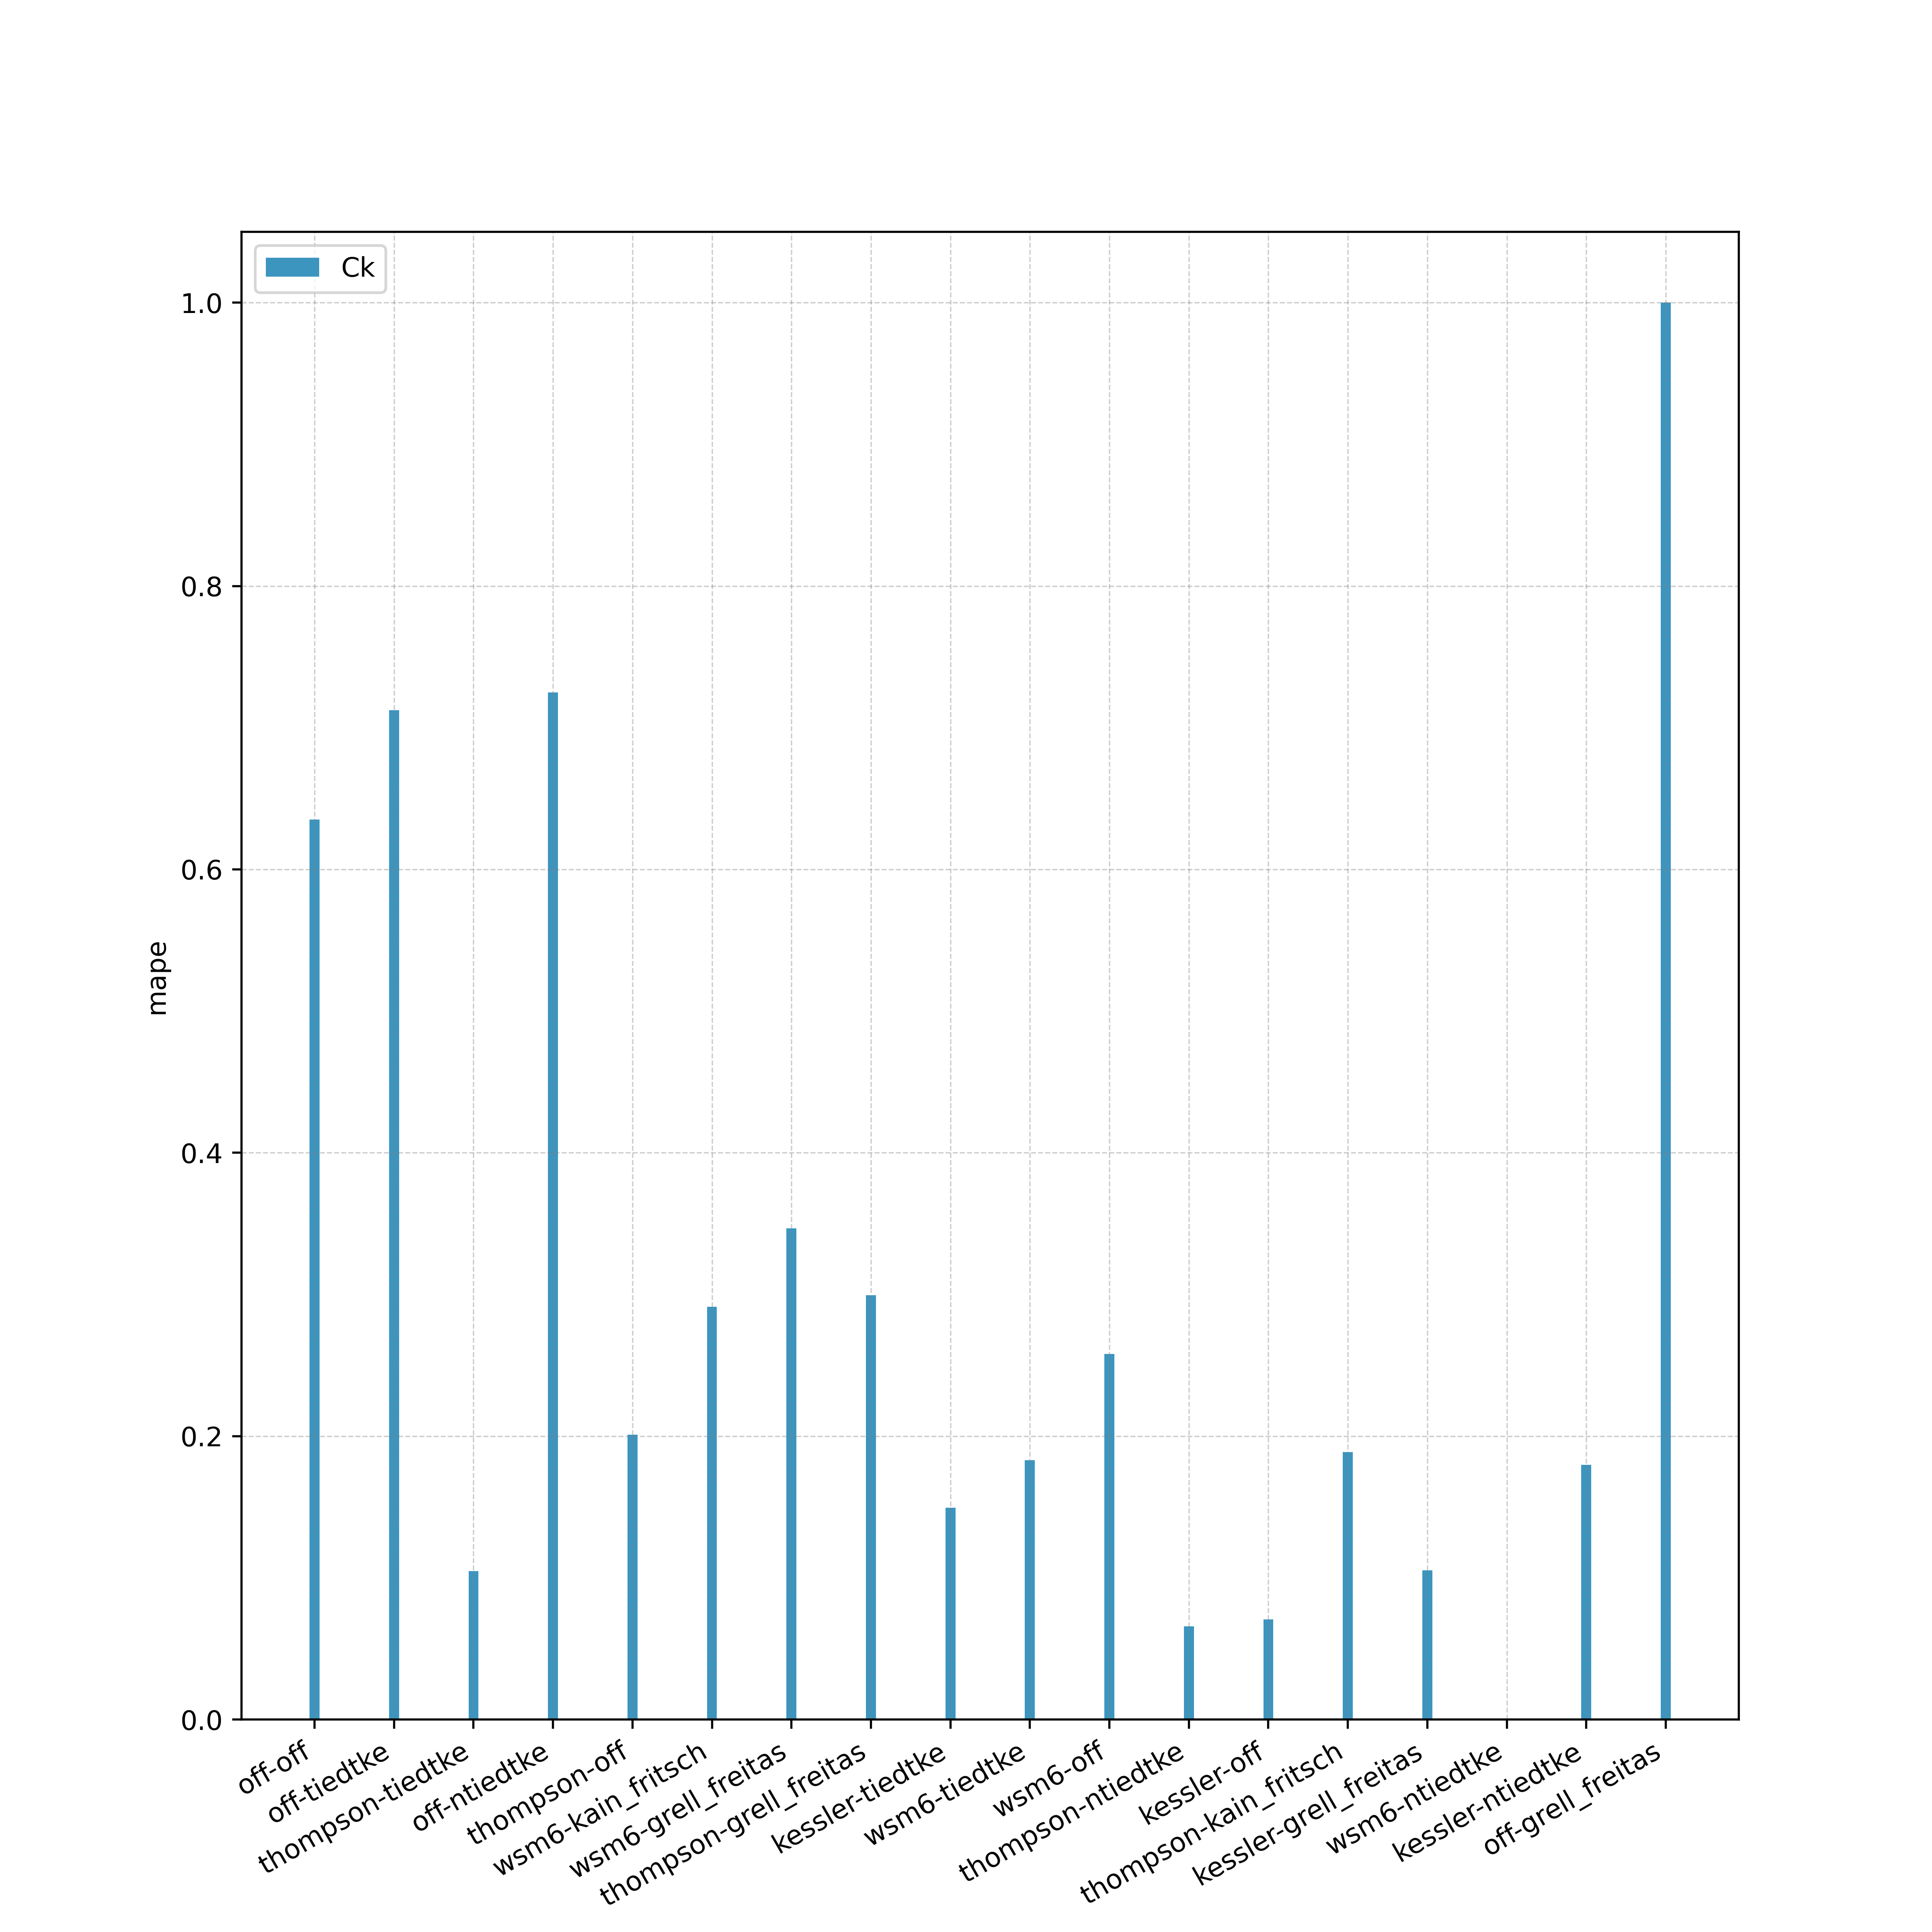 Ck
1.0
0.8
0.6
0.4
0.2
0.0
mape
off-off
off-tiedtke
thompson-tiedtke
off-ntiedtke
thompson-off
wsm6-kain_fritsch
wsm6-grell_freitas
thompson-grell_freitas
kessler-tiedtke
wsm6-tiedtke
wsm6-off
thompson-ntiedtke
kessler-off
thompson-kain_fritsch
kessler-grell_freitas
wsm6-ntiedtke
kessler-ntiedtke
off-grell_freitas